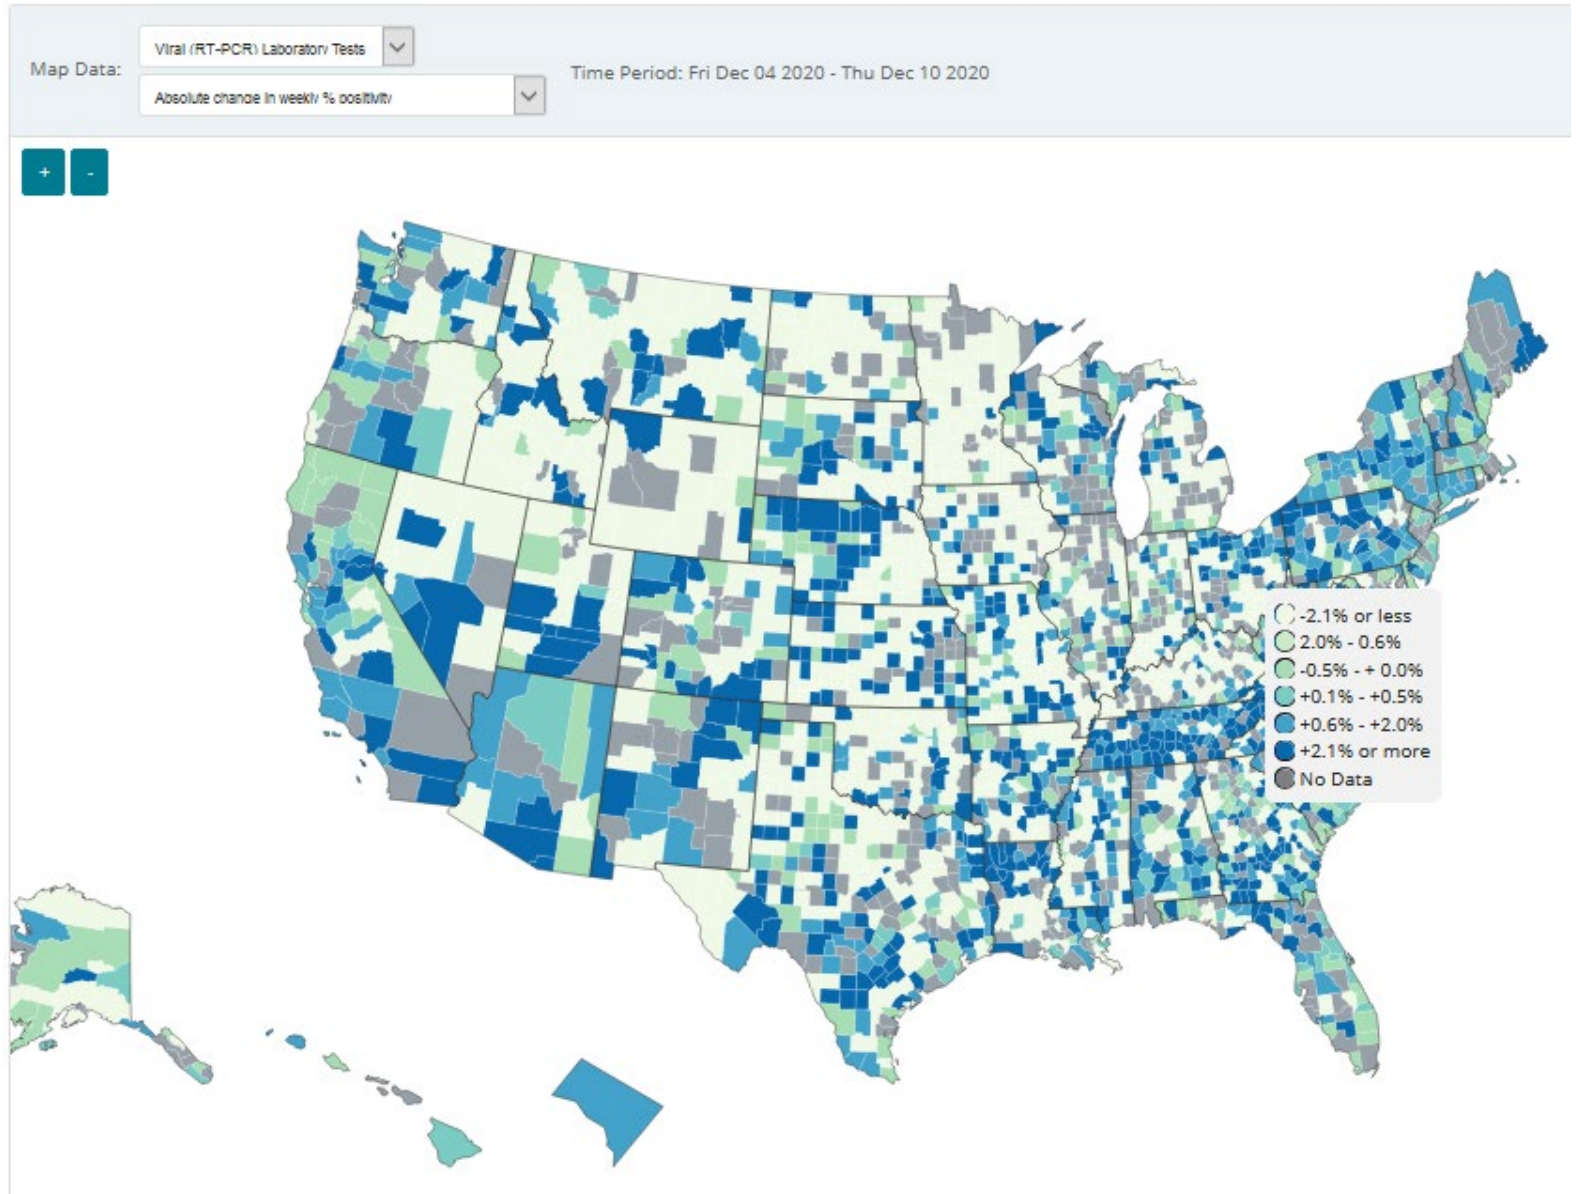 Map Data:
Viral (RT-PCR) Laboratory Tests
Absolute change in weekly % positivity
Time Period: Fri Dec 04 2020 - Thu Dec 10 2020
+ -
-2.1% or less
2.0% - 0.6%
-0.5% - + 0.0%
+0.1% - +0.5%
+0.6% - +2.0%
+2.1% or more
No Data